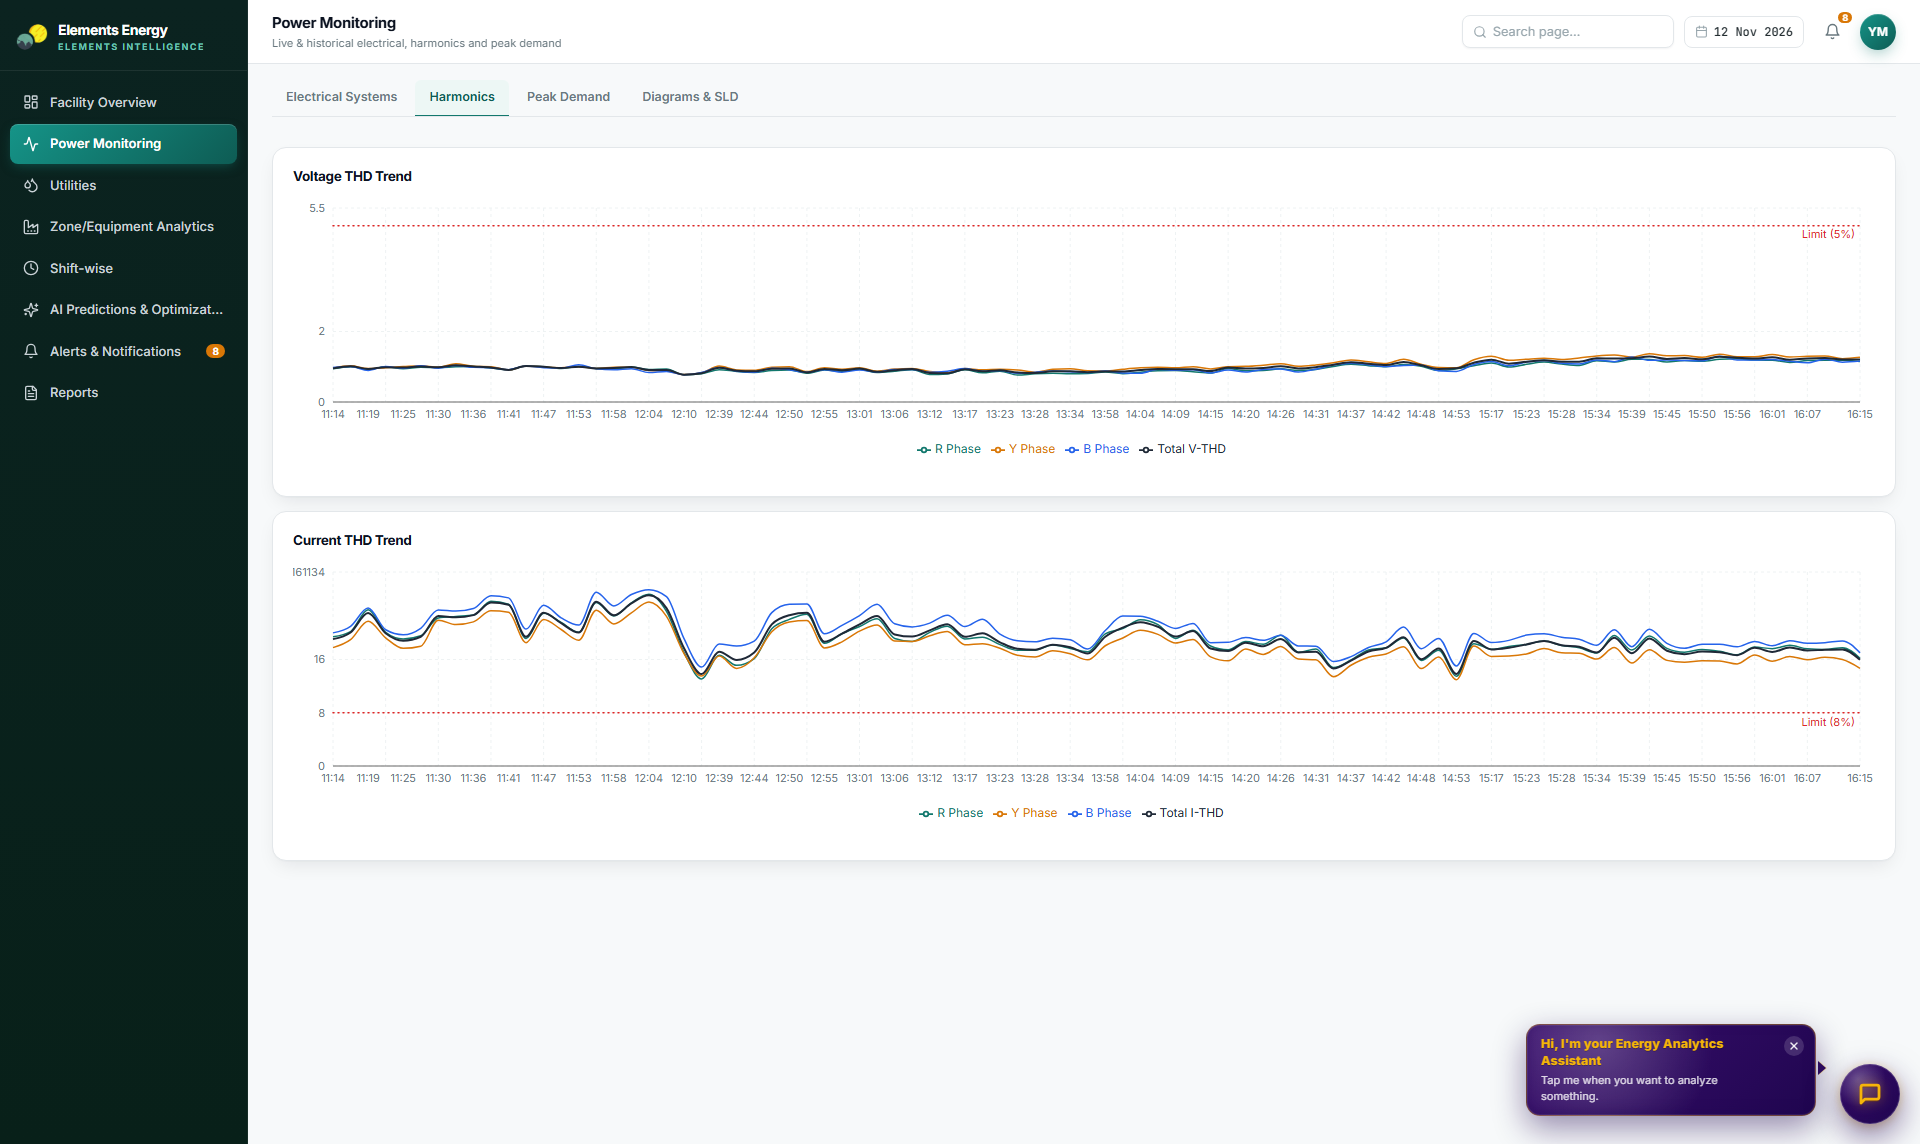 Elements Energy
ELEMENTS INTELLIGENCE
Facility Overview
Power Monitoring
Utilities
Zone/Equipment Analytics
Shift-wise
AI Predictions & Optimizat...
Alerts & Notifications 8
Reports
Power Monitoring
Live & historical electrical, harmonics and peak demand
Search page...
12 Nov 2026
8
YM
Electrical Systems Harmonics Peak Demand Diagrams & SLD
Voltage THD Trend
5.5
Limit (5%)
2
0
11:14 11:19 11:25 11:30 11:36 11:41 11:47 11:53 11:58 12:04 12:10 12:39 12:44 12:50 12:55 13:01 13:06 13:12 13:17 13:23 13:28 13:34 13:58 14:04 14:09 14:15 14:20 14:26 14:31 14:37 14:42 14:48 14:53 15:17 15:23 15:28 15:34 15:39 15:45 15:50 15:56 16:01 16:07 16:15
R Phase Y Phase B Phase Total V-THD
Current THD Trend
61134
16
8
Limit (8%)
0
11:14 11:19 11:25 11:30 11:36 11:41 11:47 11:53 11:58 12:04 12:10 12:39 12:44 12:50 12:55 13:01 13:06 13:12 13:17 13:23 13:28 13:34 13:58 14:04 14:09 14:15 14:20 14:26 14:31 14:37 14:42 14:48 14:53 15:17 15:23 15:28 15:34 15:39 15:45 15:50 15:56 16:01 16:07 16:15
R Phase Y Phase B Phase Total I-THD
Hi, I'm your Energy Analytics
Assistant
Tap me when you want to analyze
something.